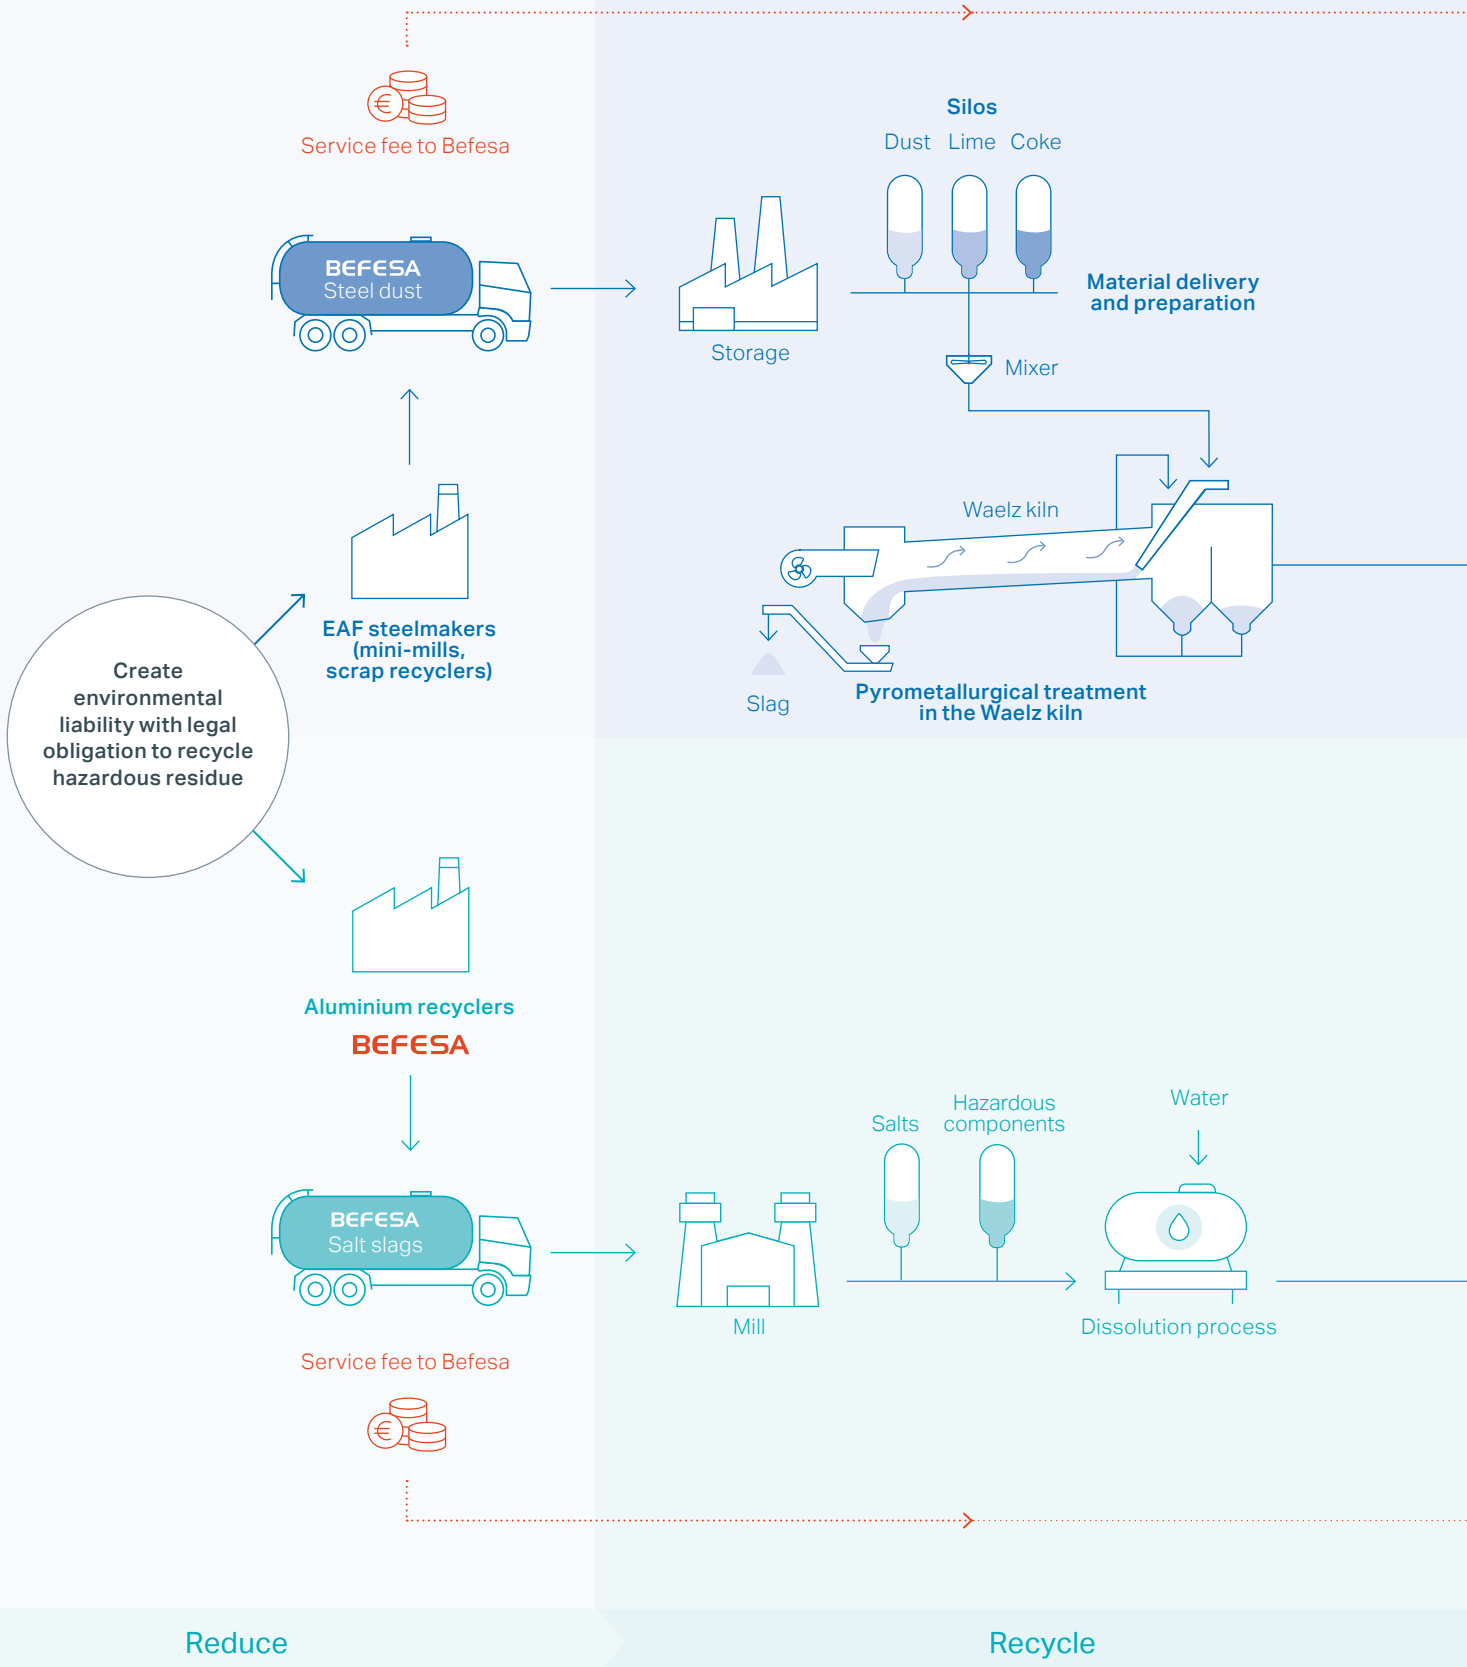 Service fee to Befesa
BEFESA
Steel dust
Silos
Dust Lime Coke
Material delivery
and preparation
Storage
Mixer
Waelz kiln
EAF steelmakers
(mini-mills,
scrap recyclers)
Slag
Pyrometallurgical treatment
in the Waelz kiln
Create
environmental
liability with legal
obligation to recycle
hazardous residue
Aluminium recyclers
BEFESA
BEFESA
Salt slags
Salts
Hazardous
components
Water
Mill
Dissolution process
Service fee to Befesa
Reduce
Recycle